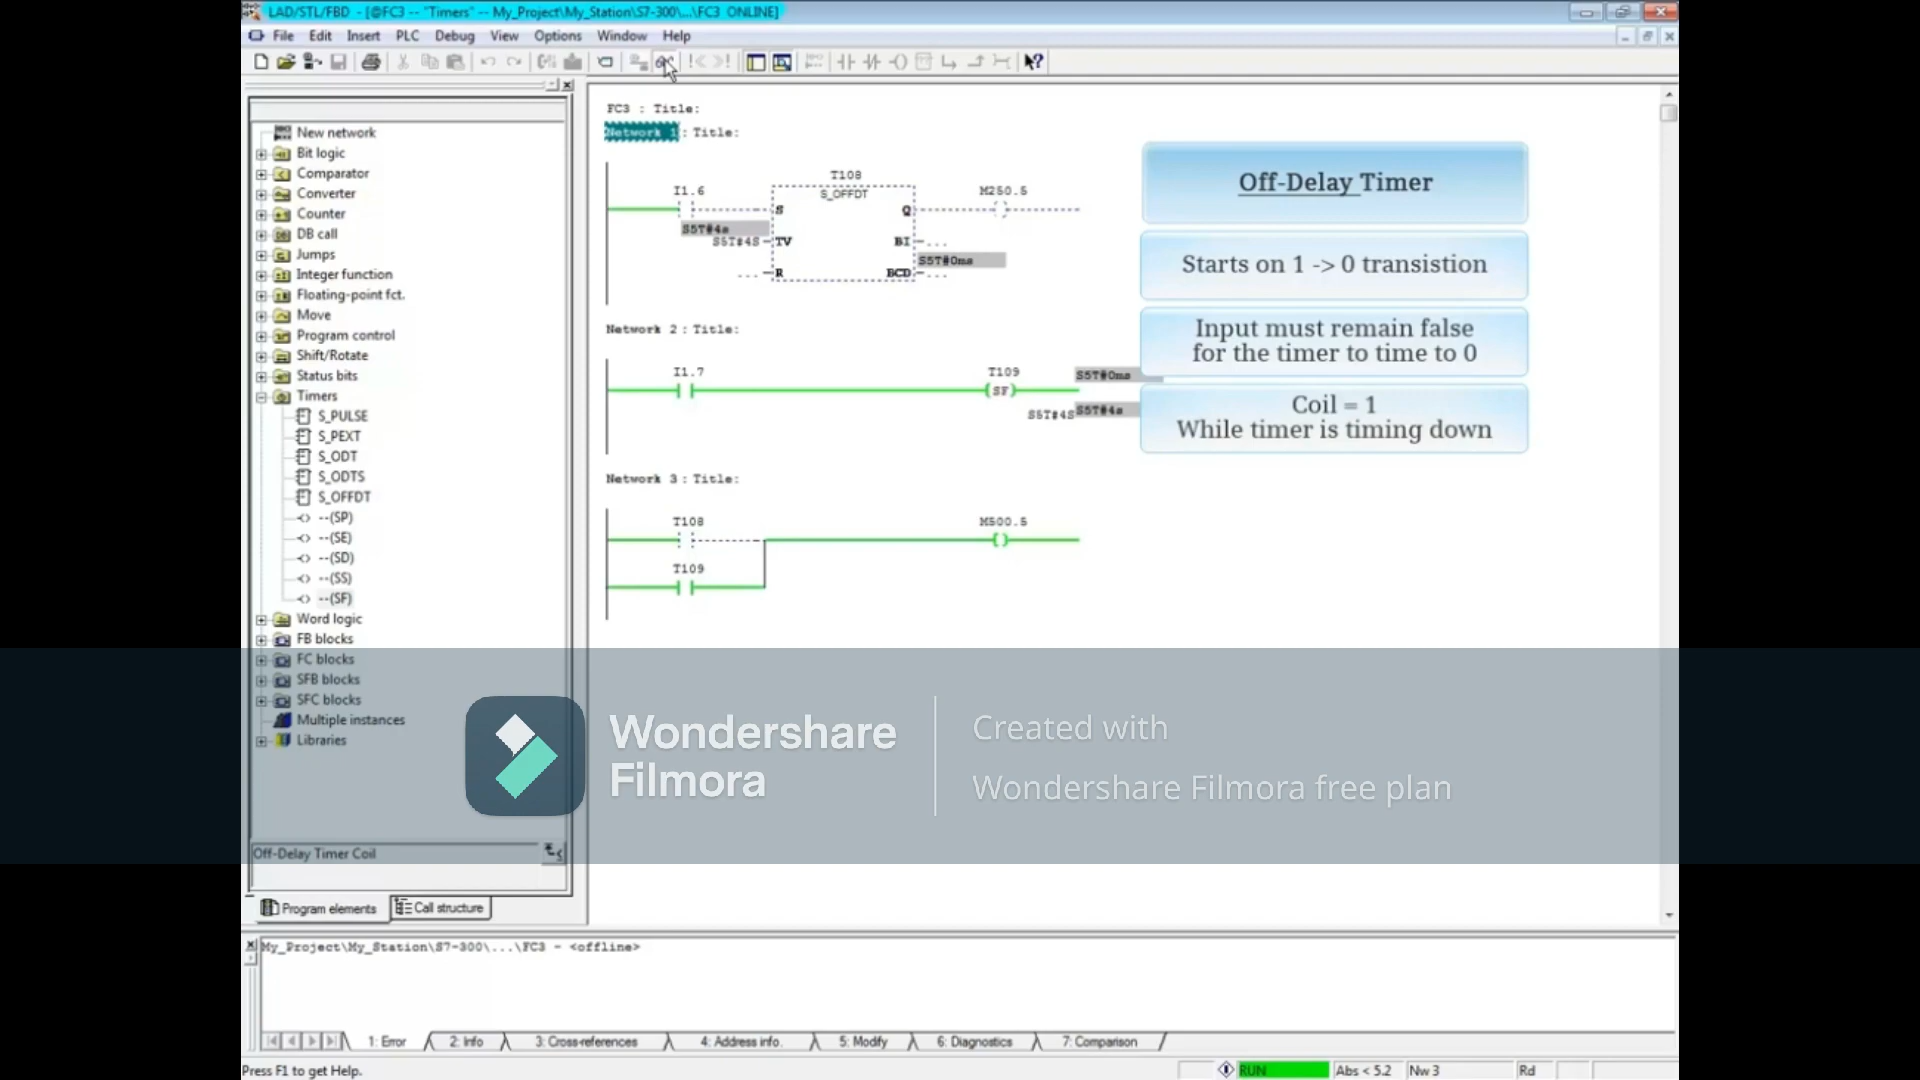 LAD/STL/FBD - [@FC3 -- "Timers" -- My_Project\My_Station\S7-300\...\FC3 ONLINE]
File Edit Insert PLC Debug View Options Window Help
New network
Bit logic
Comparator
Converter
Counter
DB call
Jumps
Integer function
Floating-point fct.
Move
Program control
Shift/Rotate
Status bits
Timers
S_PULSE
S_PEXT
S_ODT
S_ODTS
S_OFFDT
--(SP)
--(SE)
--(SD)
--(SS)
--(SF)
Word logic
FB blocks
FC blocks
SFB blocks
SFC blocks
Multiple instances
Libraries
Off-Delay Timer Coil
Program elements Call structure
FC3 : Title:
Network 1: Title:
T108
I1.6 S_OFFDT M250.5
S Q
S5T#4s
S5T#4S TV BI ...
S5T#0ms
... R BCD ...
Network 2: Title:
I1.7 T109 S5T#0ms
(SF)
S5T#4S S5T#4s
Network 3: Title:
T108 M500.5
T109
Off-Delay Timer
Starts on 1 -> 0 transistion
Input must remain false
for the timer to time to 0
Coil = 1
While timer is timing down
Wondershare
Filmora
Created with
Wondershare Filmora free plan
My_Project\My_Station\S7-300\...\FC3 - <offline>
1: Error 2: Info 3: Cross-references 4: Address info. 5: Modify 6: Diagnostics 7: Comparison
Press F1 to get Help. RUN Abs < 5.2 Nw 3 Rd